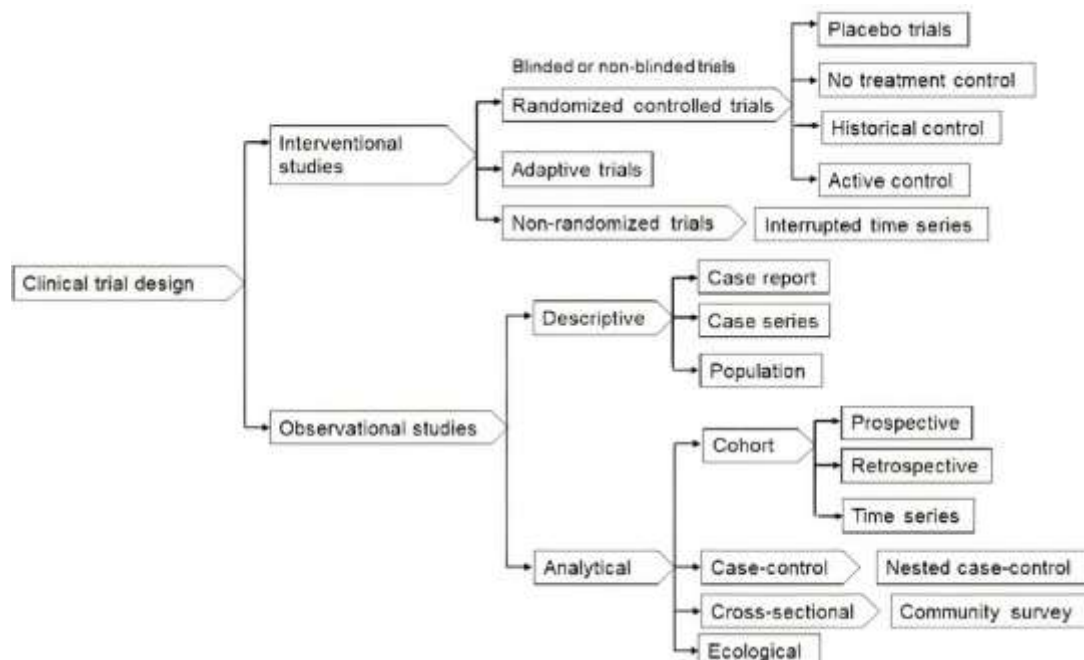 Placebo trials
Blinded or non-blinded trials
No treatment control
Randomized controlled trials
Historical control
Interventional
studies
Adaptive trials
Active control
Non-randomized trials
Interrupted time series
Clinical trial design
Case report
Descriptive
Case series
Population
Observational studies
Prospective
Cohort
Retrospective
Time series
Analytical
Case-control
Nested case-control
Cross-sectional
Community survey
Ecological